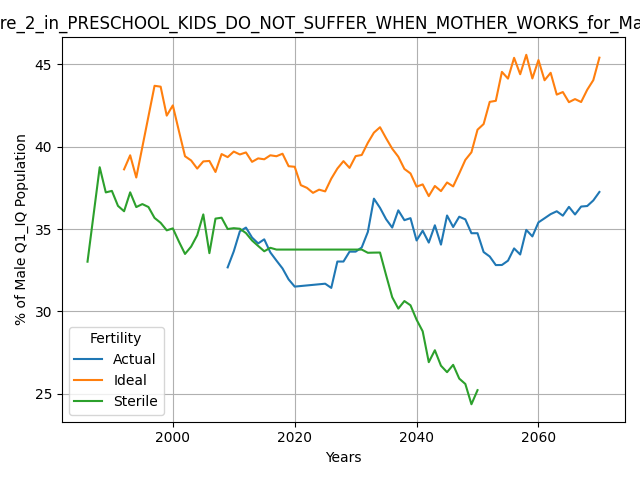 re_2_in_PRESCHOOL_KIDS_DO_NOT_SUFFER_WHEN_MOTHER_WORKS_for_Ma
% of Male Q1_IQ Population
45
40
35
30
25
Fertility
Actual
Ideal
Sterile
2000
2020
2040
2060
Years